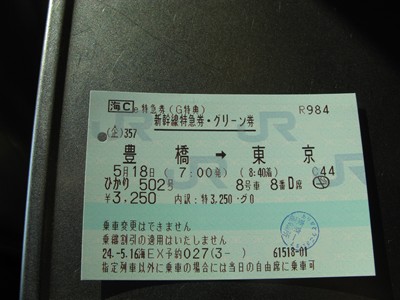 海C 特急券(G特典) R984
新幹線特急券・グリーン券
(企)357
豊橋 → 東京
5月18日 (7:00発) (8:40着) C44
ひかり 502号 8号車 8番D席
¥3,250 内訳:特3,250・グ0
乗車変更はできません
乗継割引の適用はいたしません
24.-5.16海EX予約027(3- ) 61518-01
指定列車以外に乗車の場合には当日の自由席に乗車可
JR